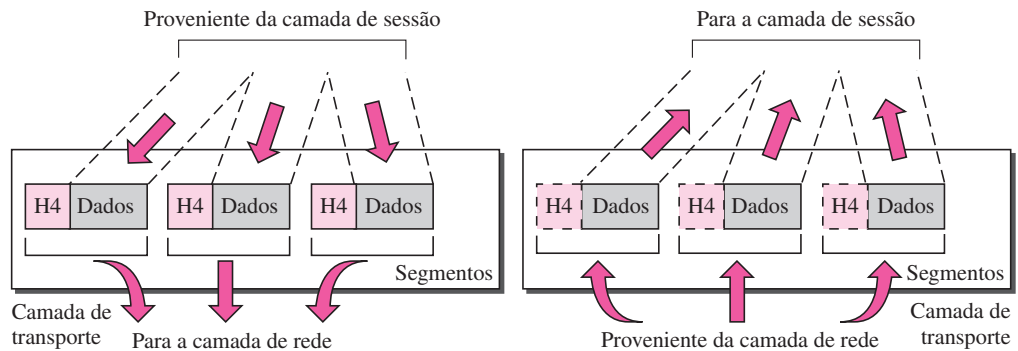 Proveniente da camada de sessão
H4 Dados H4 Dados H4 Dados
Segmentos
Camada de
transporte
Para a camada de rede
Para a camada de sessão
H4 Dados H4 Dados H4 Dados
Segmentos
Proveniente da camada de rede
Camada de
transporte